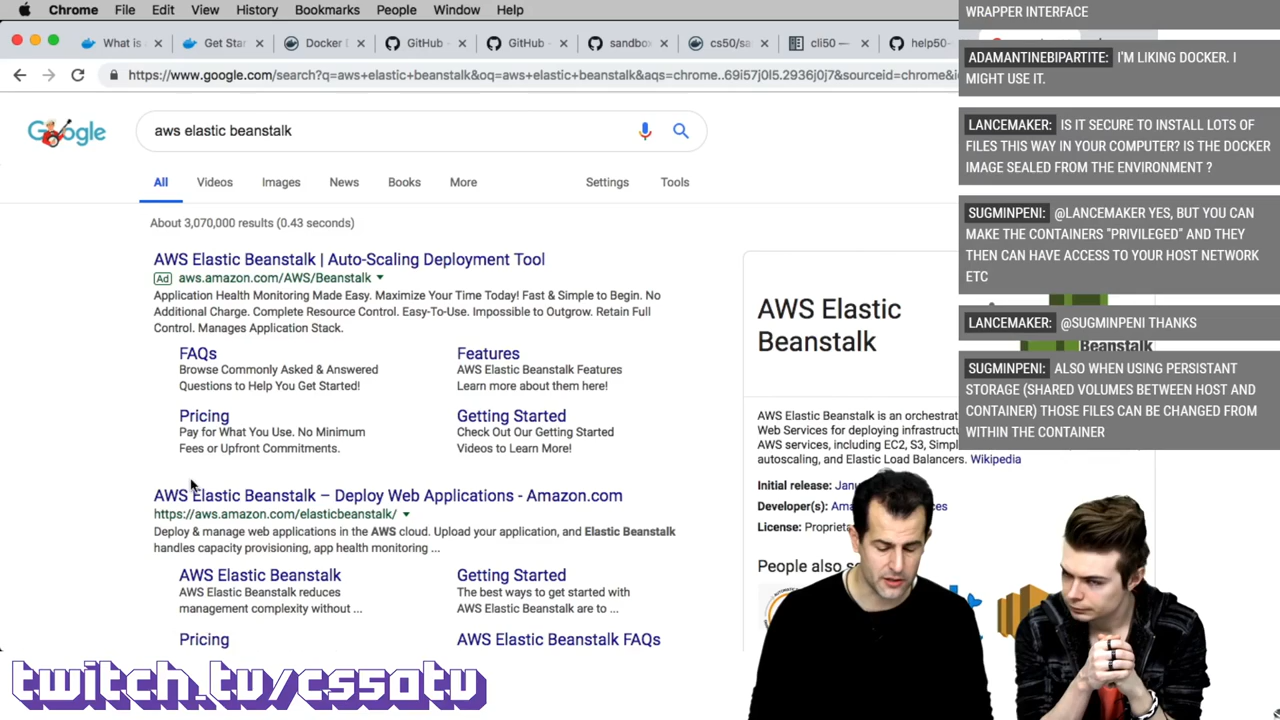 Chrome File Edit View History Bookmarks People Window Help
What is Get Star Docker GitHub - GitHub - sandbox cs50/sa cli50 — help50-
https://www.google.com/search?q=aws+elastic+beanstalk&oq=aws+elastic+beanstalk&aqs=chrome..69i57j0l5.2936j0j7&sourceid=chrome&i
Google
aws elastic beanstalk
All Videos Images News Books More Settings Tools
About 3,070,000 results (0.43 seconds)
AWS Elastic Beanstalk | Auto-Scaling Deployment Tool
Ad aws.amazon.com/AWS/Beanstalk
Application Health Monitoring Made Easy. Maximize Your Time Today! Fast & Simple to Begin. No
Additional Charge. Complete Resource Control. Easy-To-Use. Impossible to Outgrow. Retain Full
Control. Manages Application Stack.
FAQs
Browse Commonly Asked & Answered
Questions to Help You Get Started!
Features
AWS Elastic Beanstalk Features
Learn more about them here!
Pricing
Pay for What You Use. No Minimum
Fees or Upfront Commitments.
Getting Started
Check Out Our Getting Started
Videos to Learn More!
AWS Elastic Beanstalk – Deploy Web Applications - Amazon.com
https://aws.amazon.com/elasticbeanstalk/
Deploy & manage web applications in the AWS cloud. Upload your application, and Elastic Beanstalk
handles capacity provisioning, app health monitoring ...
AWS Elastic Beanstalk
AWS Elastic Beanstalk reduces
management complexity without ...
Getting Started
The best ways to get started with
AWS Elastic Beanstalk are to ...
Pricing
AWS Elastic Beanstalk FAQs
AWS Elastic
Beanstalk
Beanstalk
AWS Elastic Beanstalk is an orchestrat
Web Services for deploying infrastructu
AWS services, including EC2, S3, Simpl
autoscaling, and Elastic Load Balancers. Wikipedia
Initial release: Janu
Developer(s): Ama ces
License: Proprieta
People also se
WRAPPER INTERFACE
ADAMANTINEBIPARTITE: I'M LIKING DOCKER. I
MIGHT USE IT.
LANCEMAKER: IS IT SECURE TO INSTALL LOTS OF
FILES THIS WAY IN YOUR COMPUTER? IS THE DOCKER
IMAGE SEALED FROM THE ENVIRONMENT ?
SUGMINPENI: @LANCEMAKER YES, BUT YOU CAN
MAKE THE CONTAINERS "PRIVILEGED" AND THEY
THEN CAN HAVE ACCESS TO YOUR HOST NETWORK
ETC
LANCEMAKER: @SUGMINPENI THANKS
SUGMINPENI: ALSO WHEN USING PERSISTANT
STORAGE (SHARED VOLUMES BETWEEN HOST AND
CONTAINER) THOSE FILES CAN BE CHANGED FROM
WITHIN THE CONTAINER
twitch.tv/cs50tv